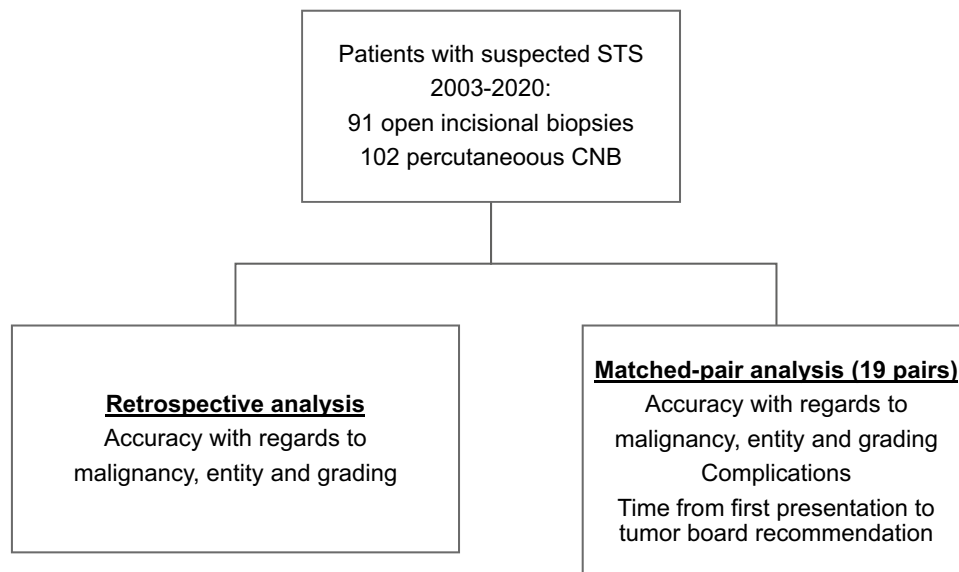 Patients with suspected STS
2003-2020:
91 open incisional biopsies
102 percutaneoous CNB
Retrospective analysis
Accuracy with regards to
malignancy, entity and grading
Matched-pair analysis (19 pairs)
Accuracy with regards to
malignancy, entity and grading
Complications
Time from first presentation to
tumor board recommendation